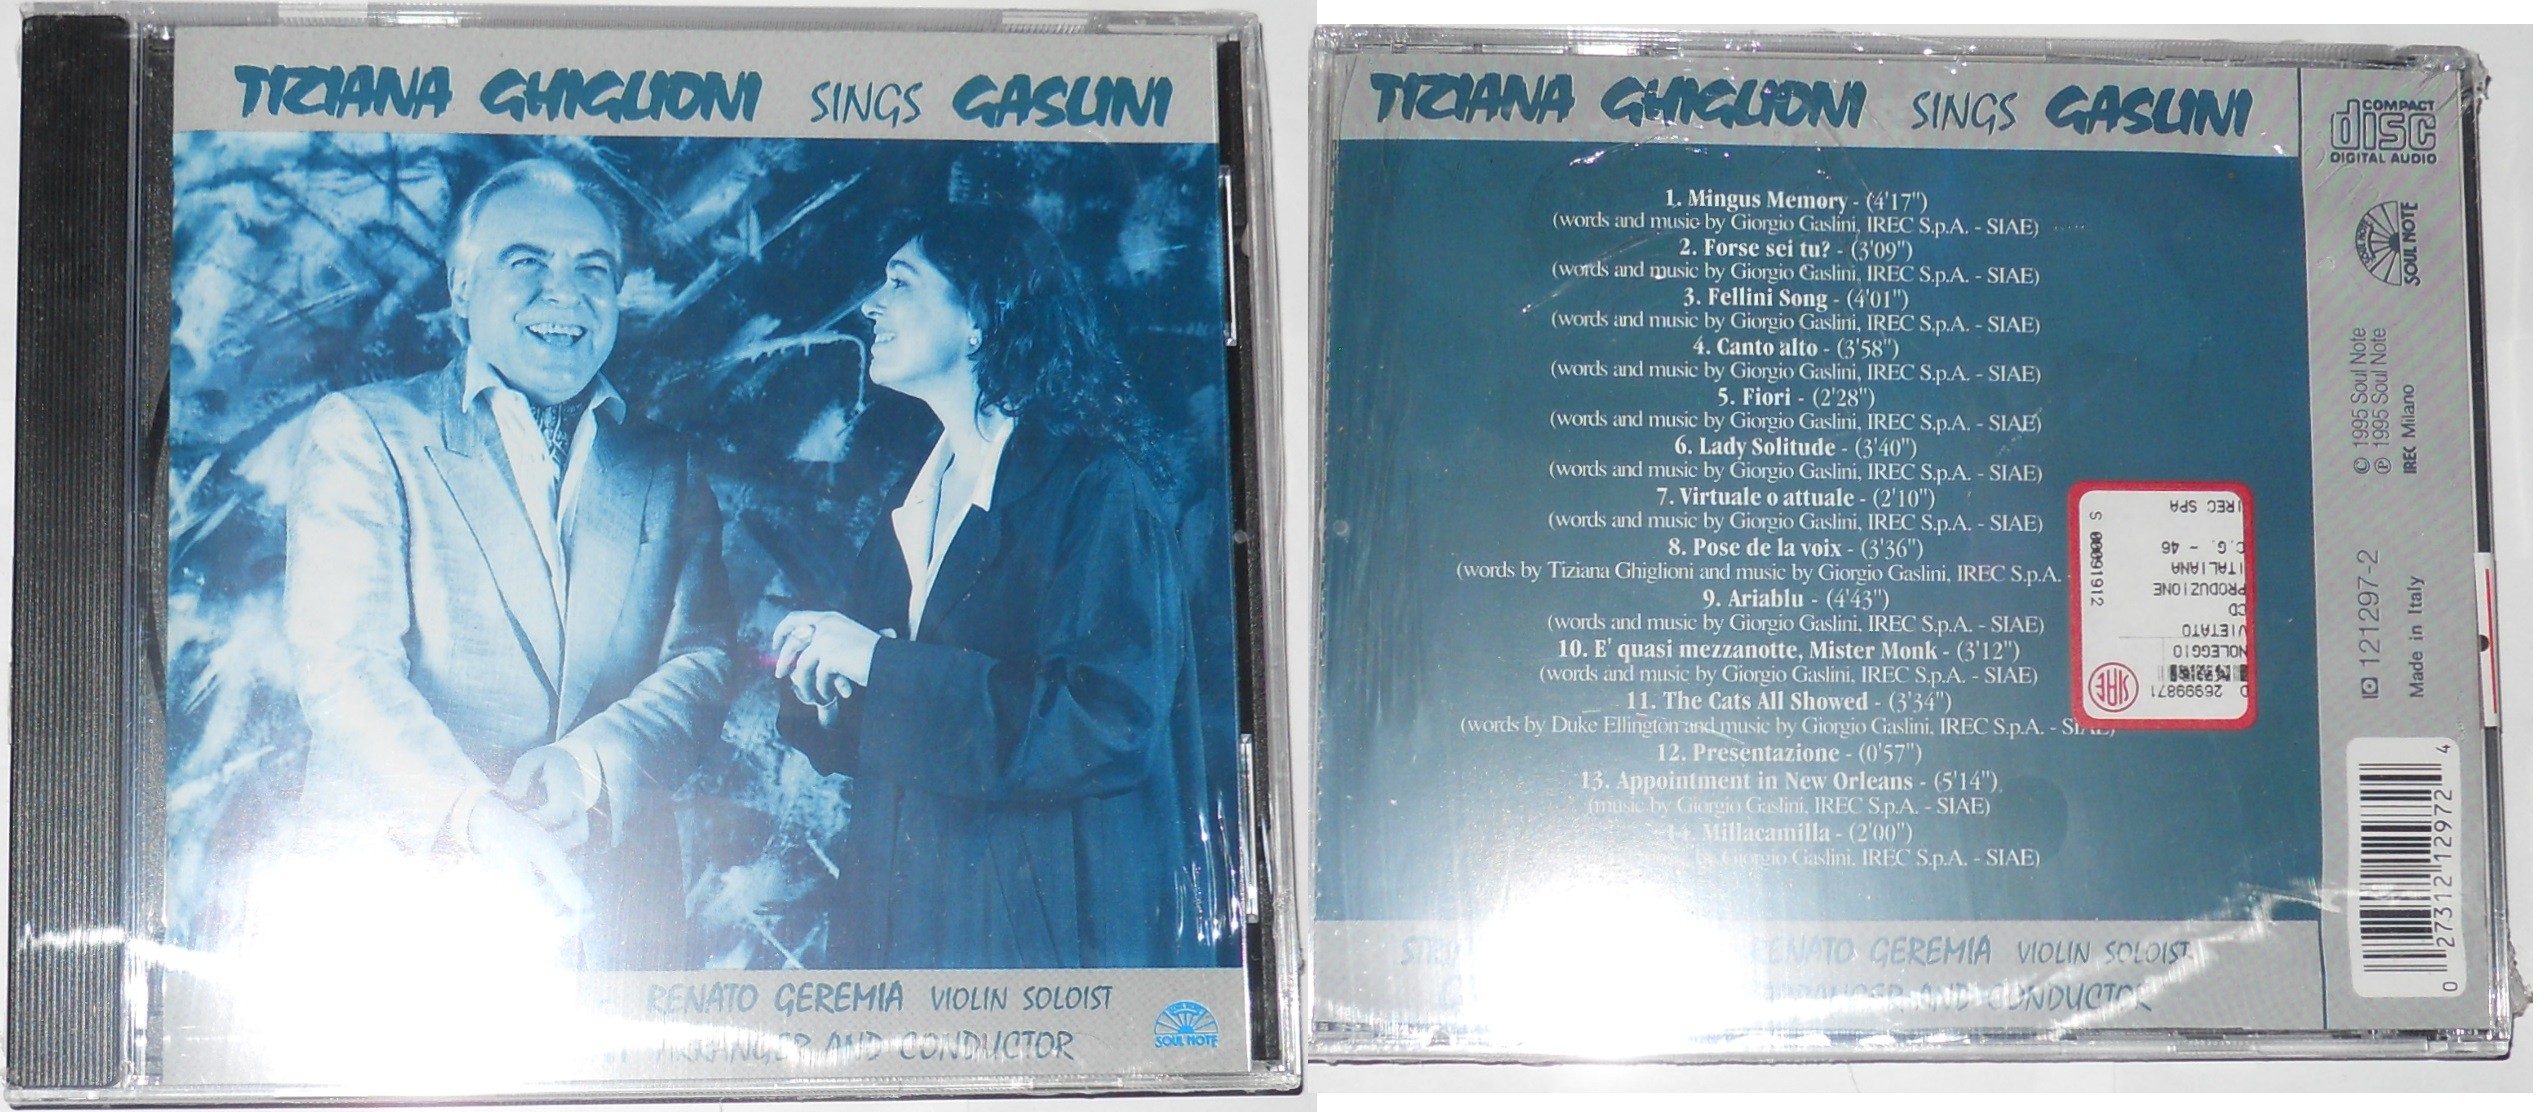 TIZIANA GHIGLIONI SINGS GASLINI
RENATO GEREMIA VIOLIN SOLOIST
ARRANGER AND CONDUCTOR
SOUL NOTE
TIZIANA GHIGLIONI SINGS GASLINI
1. Mingus Memory - (4'17")
(words and music by Giorgio Gaslini, IREC S.p.A. - SIAE)
2. Forse sei tu? - (3'09")
(words and music by Giorgio Gaslini, IREC S.p.A. - SIAE)
3. Fellini Song - (4'01")
(words and music by Giorgio Gaslini, IREC S.p.A. - SIAE)
4. Canto alto - (3'58")
(words and music by Giorgio Gaslini, IREC S.p.A. - SIAE)
5. Fiori - (2'28")
(words and music by Giorgio Gaslini, IREC S.p.A. - SIAE)
6. Lady Solitude - (3'40")
(words and music by Giorgio Gaslini, IREC S.p.A. - SIAE)
7. Virtuale o attuale - (2'10")
(words and music by Giorgio Gaslini, IREC S.p.A. - SIAE)
8. Pose de la voix - (3'36")
(words by Tiziana Ghiglioni and music by Giorgio Gaslini, IREC S.p.A. -
9. Ariablu - (4'43")
(words and music by Giorgio Gaslini, IREC S.p.A. - SIAE)
10. E' quasi mezzanotte, Mister Monk - (3'12")
(words and music by Giorgio Gaslini, IREC S.p.A. - SIAE)
11. The Cats All Showed - (3'34")
(words by Duke Ellington and music by Giorgio Gaslini, IREC S.p.A. - SIAE)
12. Presentazione - (0'57")
13. Appointment in New Orleans - (5'14")
(music by Giorgio Gaslini, IREC S.p.A. - SIAE)
14. Millacamilla - (2'00")
by Giorgio Gaslini, IREC S.p.A. - SIAE)
RENATO GEREMIA VIOLIN SOLOIST
ARRANGER AND CONDUCTOR
COMPACT
disc
DIGITAL AUDIO
SOUL NOTE
© 1995 Soul Note
℗ 1995 Soul Note
IREC Milano
121297-2
Made in Italy
IREC SPA
C.G. - 46
ITALIANA
PRODUZIONE
CD
VIETATO
NOLEGGIO
26999871
SIAE
S 00091912
0 27312 12972 4